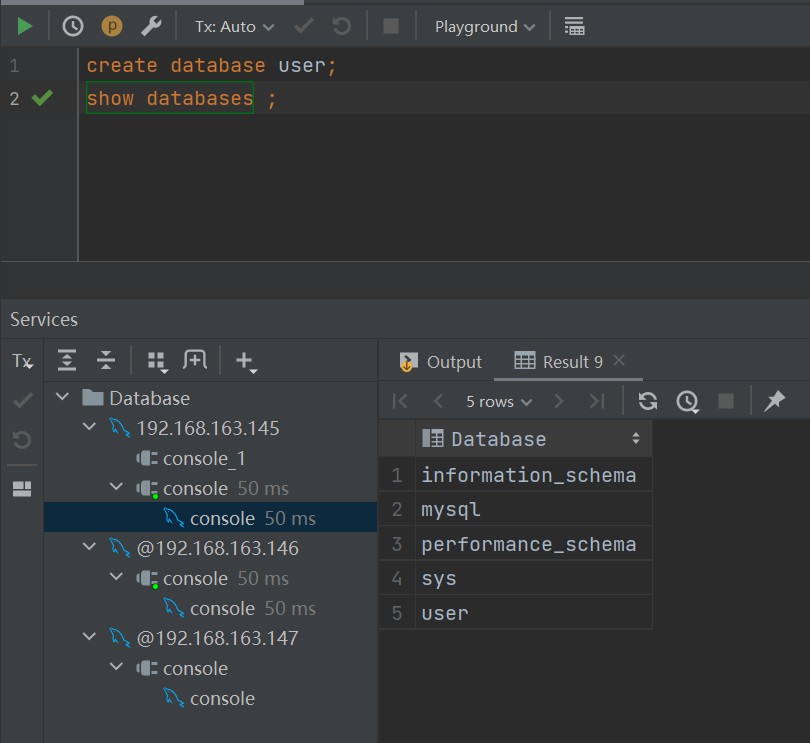 Tx: Auto Playground
1 create database user;
2 show databases ;
Services
Tx
Output Result 9
5 rows
Database
192.168.163.145
console_1
console 50 ms
console 50 ms
@192.168.163.146
console 50 ms
console 50 ms
@192.168.163.147
console
console
Database
1 information_schema
2 mysql
3 performance_schema
4 sys
5 user